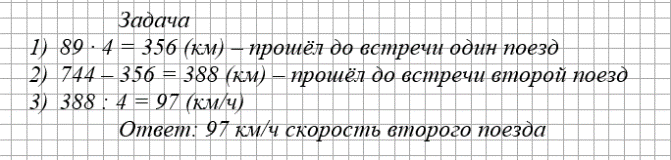 Задача
1) 89 · 4 = 356 (км) – прошёл до встречи один поезд
2) 744 – 356 = 388 (км) – прошёл до встречи второй поезд
3) 388 : 4 = 97 (км/ч)
Ответ: 97 км/ч скорость второго поезда